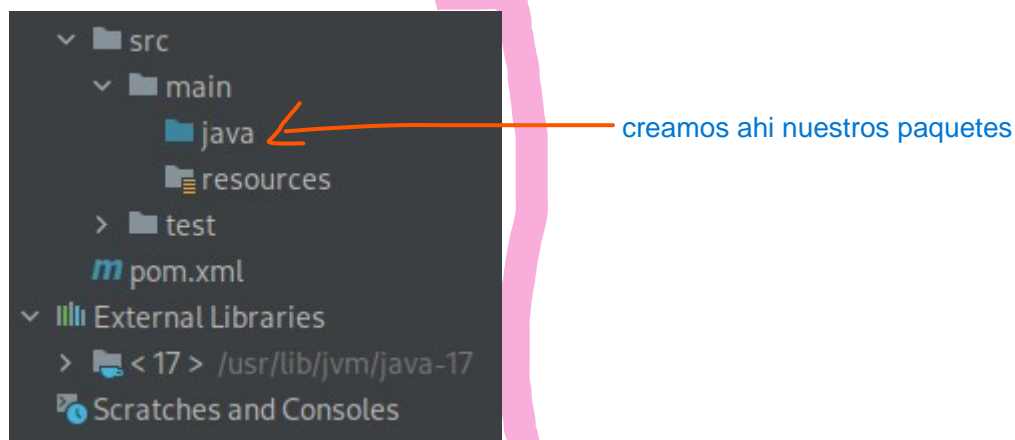 src
main
java
creamos ahi nuestros paquetes
resources
test
m pom.xml
External Libraries
< 17 > /usr/lib/jvm/java-17
Scratches and Consoles